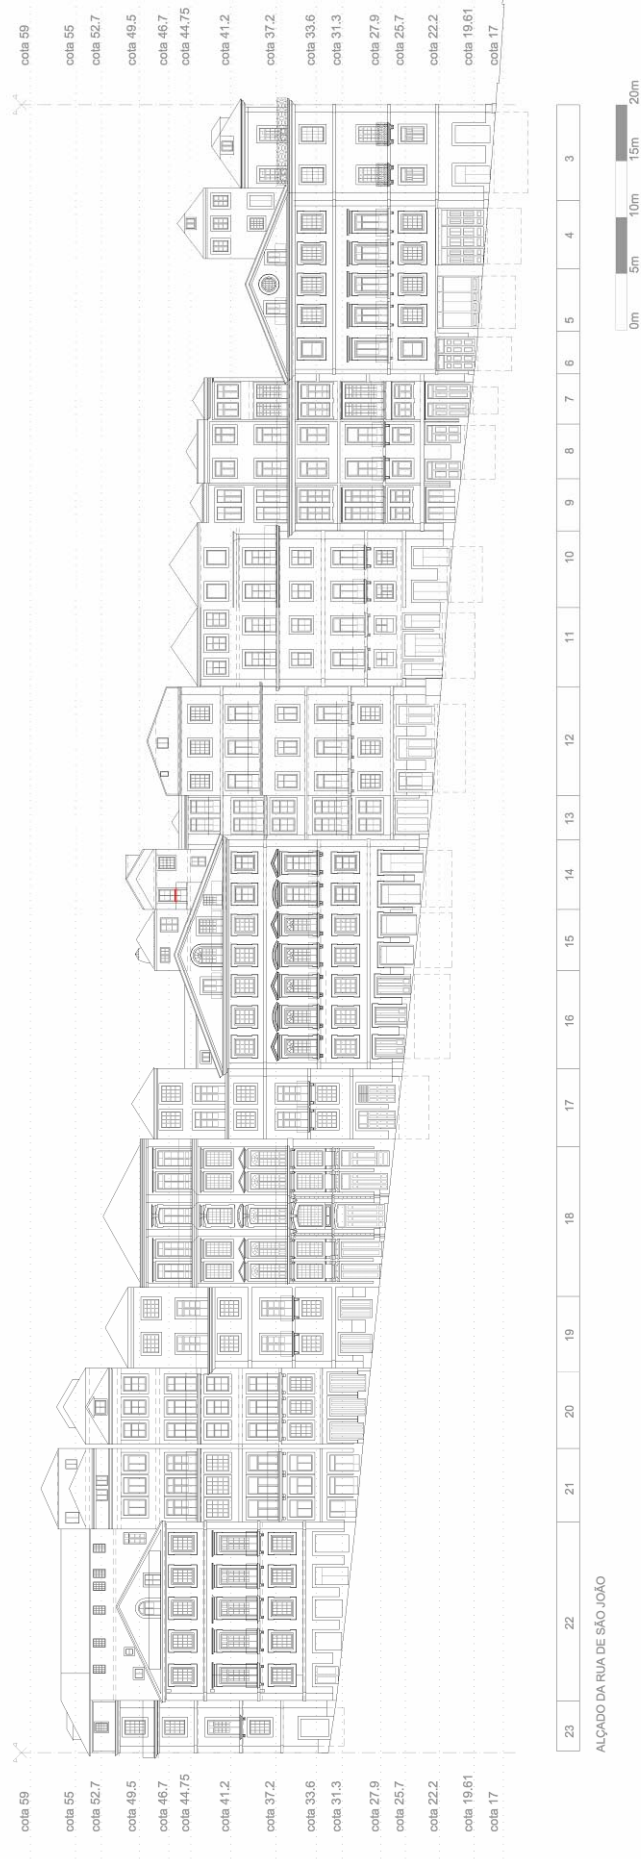 cota 59
cota 55
cota 52.7
cota 49.5
cota 46.7
cota 44.75
cota 41.2
cota 37.2
cota 33.6
cota 31.3
cota 27.9
cota 25.7
cota 22.2
cota 19.61
cota 17
cota 59
cota 55
cota 52.7
cota 49.5
cota 46.7
cota 44.75
cota 41.2
cota 37.2
cota 33.6
cota 31.3
cota 27.9
cota 25.7
cota 22.2
cota 19.61
cota 17
23 22 21 20 19 18 17 16 15 14 13 12 11 10 9 8 7 6 5 4 3
ALÇADO DA RUA DE SÃO JOÃO
0m 5m 10m 15m 20m